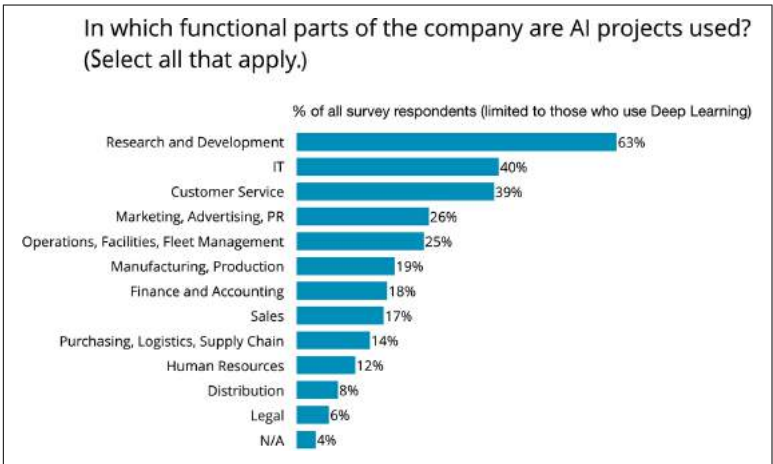 In which functional parts of the company are AI projects used?
(Select all that apply.)
% of all survey respondents (limited to those who use Deep Learning)
Research and Development 63%
IT 40%
Customer Service 39%
Marketing, Advertising, PR 26%
Operations, Facilities, Fleet Management 25%
Manufacturing, Production 19%
Finance and Accounting 18%
Sales 17%
Purchasing, Logistics, Supply Chain 14%
Human Resources 12%
Distribution 8%
Legal 6%
N/A 4%